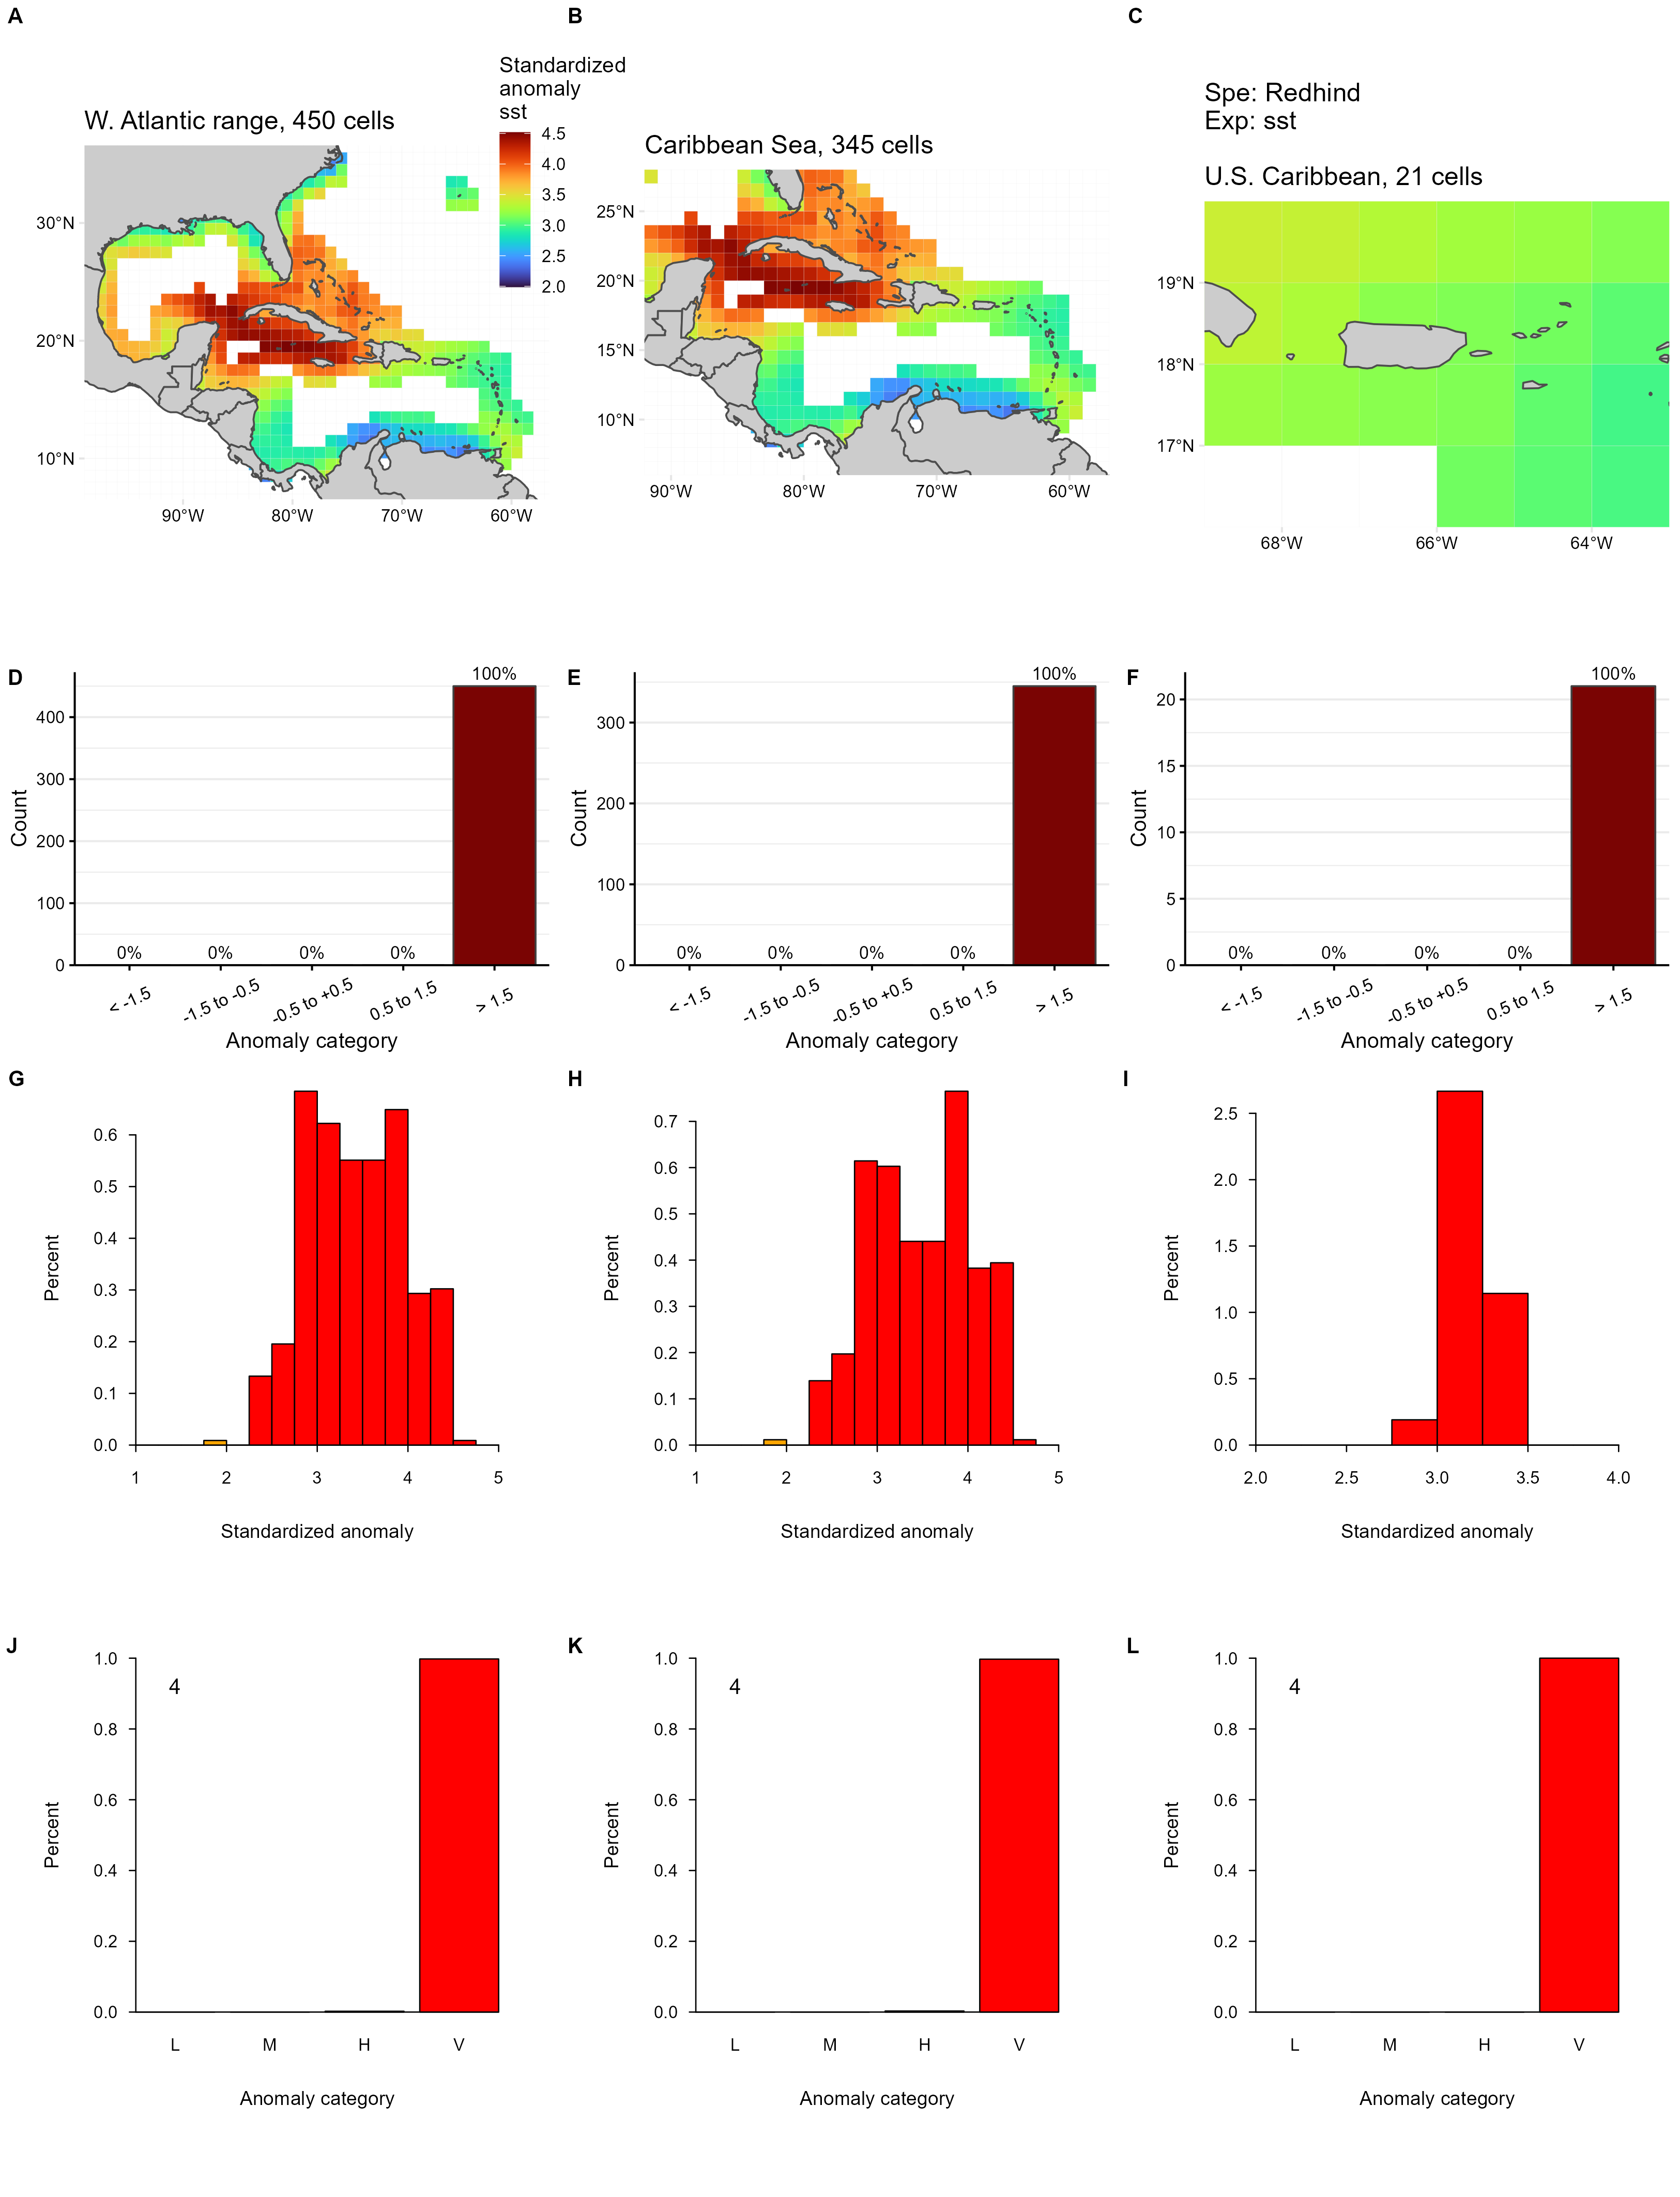 A
B
C
Standardized
anomaly
sst
W. Atlantic range, 450 cells
4.5
4.0
3.5
3.0
2.5
2.0
30°N
20°N
10°N
90°W
80°W
70°W
60°W
Caribbean Sea, 345 cells
25°N
20°N
15°N
10°N
90°W
80°W
70°W
60°W
Spe: Redhind
Exp: sst
U.S. Caribbean, 21 cells
19°N
18°N
17°N
68°W
66°W
64°W
D
Count
400
300
200
100
0
0%
0%
0%
0%
100%
< -1.5
-1.5 to -0.5
-0.5 to +0.5
0.5 to 1.5
> 1.5
Anomaly category
E
Count
300
200
100
0
0%
0%
0%
0%
100%
< -1.5
-1.5 to -0.5
-0.5 to +0.5
0.5 to 1.5
> 1.5
Anomaly category
F
Count
20
15
10
5
0
0%
0%
0%
0%
100%
< -1.5
-1.5 to -0.5
-0.5 to +0.5
0.5 to 1.5
> 1.5
Anomaly category
G
Percent
0.6
0.5
0.4
0.3
0.2
0.1
0.0
1
2
3
4
5
Standardized anomaly
H
Percent
0.7
0.6
0.5
0.4
0.3
0.2
0.1
0.0
1
2
3
4
5
Standardized anomaly
I
Percent
2.5
2.0
1.5
1.0
0.5
0.0
2.0
2.5
3.0
3.5
4.0
Standardized anomaly
J
Percent
1.0
0.8
0.6
0.4
0.2
0.0
4
L
M
H
V
Anomaly category
K
Percent
1.0
0.8
0.6
0.4
0.2
0.0
4
L
M
H
V
Anomaly category
L
Percent
1.0
0.8
0.6
0.4
0.2
0.0
4
L
M
H
V
Anomaly category